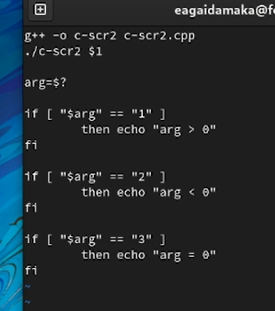 eagaidamaka@f
g++ -o c-scr2 c-scr2.cpp
./c-scr2 $1
arg=$?
if [ "$arg" == "1" ]
then echo "arg > 0"
fi
if [ "$arg" == "2" ]
then echo "arg < 0"
fi
if [ "$arg" == "3" ]
then echo "arg = 0"
fi
~
~